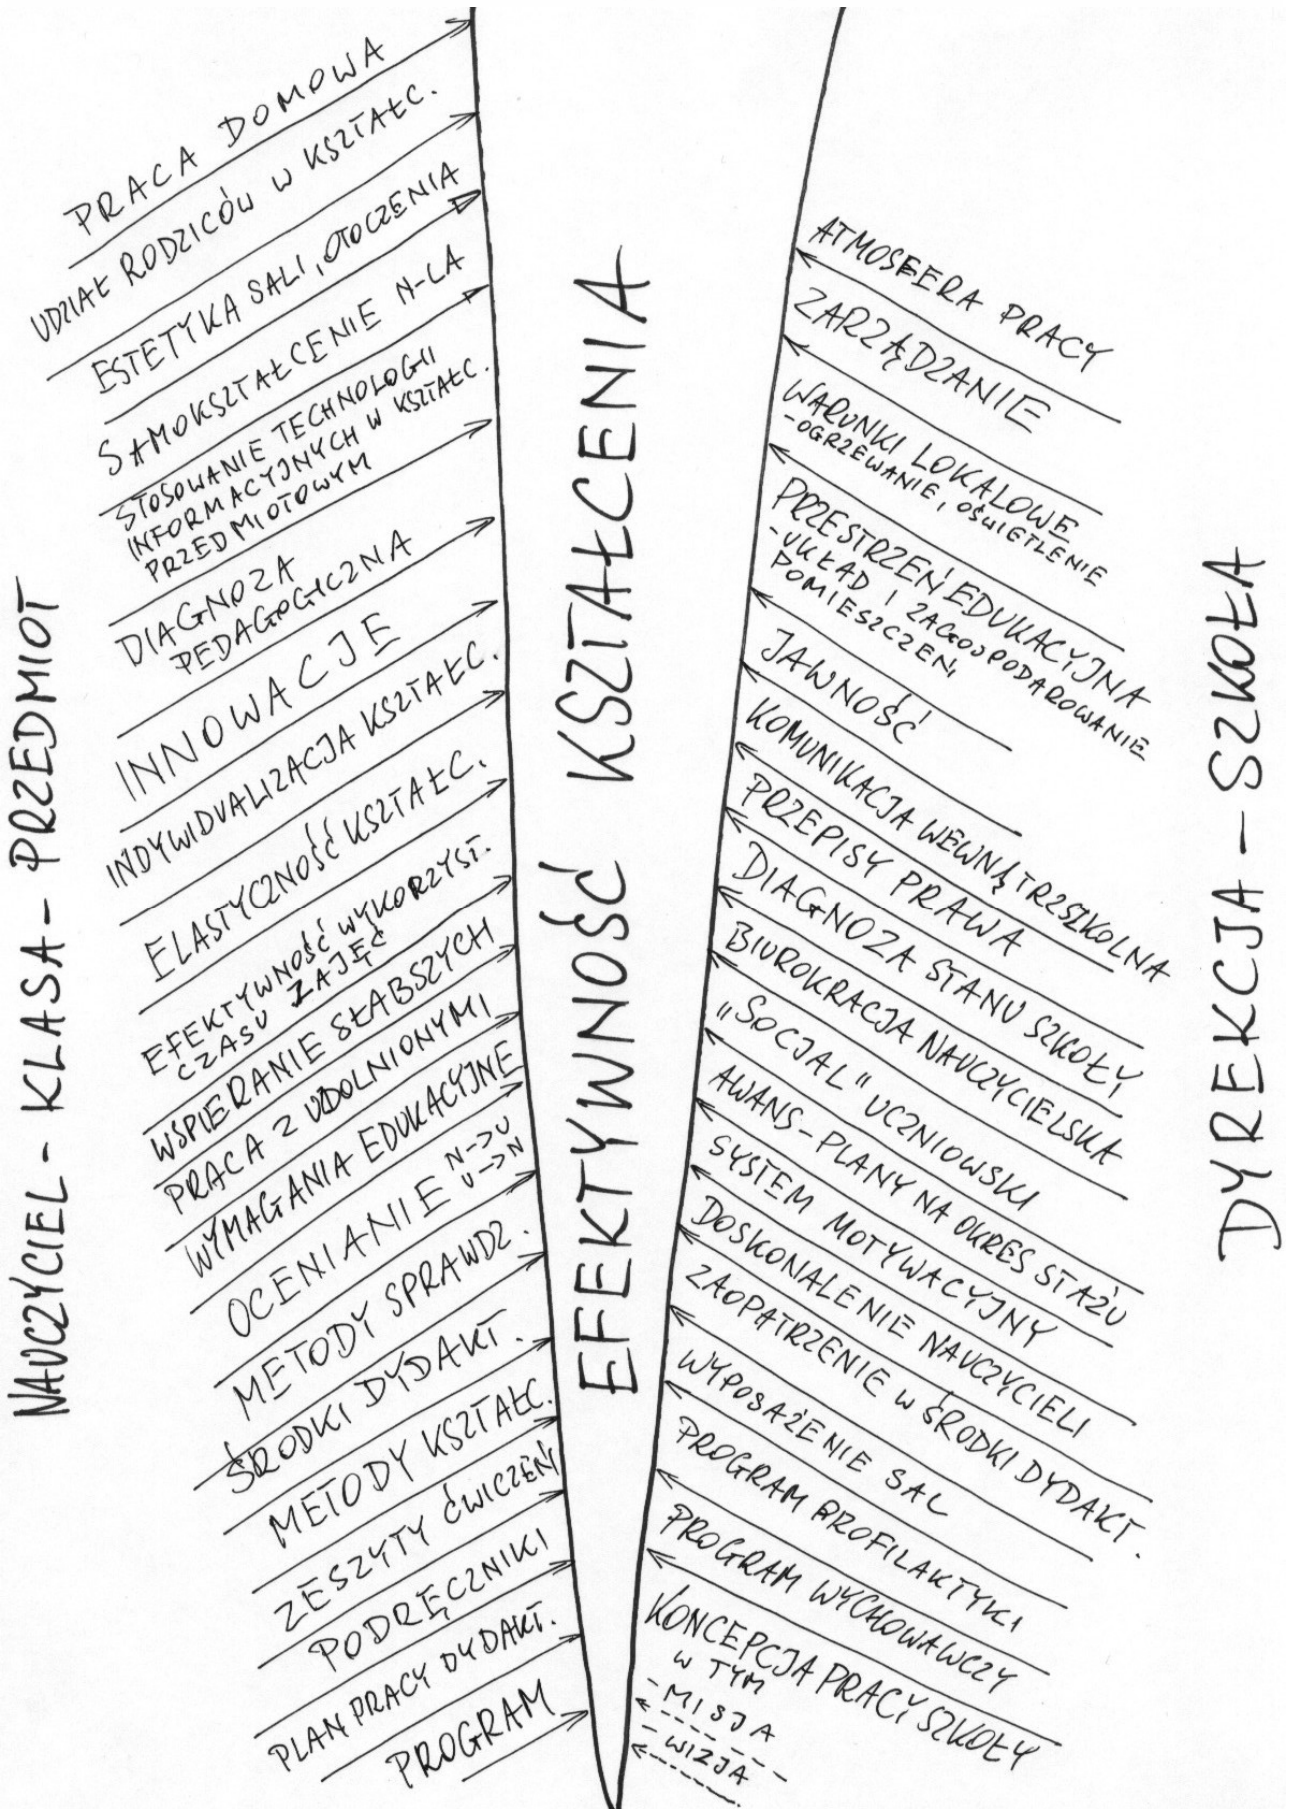 NAUCZYCIEL - KLASA - PRZEDMIOT
PRACA DOMOWA
UDZIAŁ RODZICÓW W KSZTAŁC.
ESTETYKA SALI, OTOCZENIA
SAMOKSZTAŁCENIE N-LA
STOSOWANIE TECHNOLOGII
INFORMACYJNYCH W KSZTAŁC.
PRZEDMIOTOWYM
DIAGNOZA
PEDAGOGICZNA
INNOWACJE
INDYWIDUALIZACJA KSZTAŁC.
ELASTYCZNOŚĆ KSZTAŁC.
EFEKTYWNOŚĆ WYKORZYST.
CZASU ZAJĘĆ
WSPIERANIE SŁABSZYCH
PRACA Z UZDOLNIONYMI
WYMAGANIA EDUKACYJNE
OCENIANIE N->U
U->N
METODY SPRAWDZ.
ŚRODKI DYDAKT.
METODY KSZTAŁC.
ZESZYTY ĆWICZEŃ
PODRĘCZNIKI
PLAN PRACY DYDAKT.
PROGRAM
EFEKTYWNOŚĆ KSZTAŁCENIA
ATMOSFERA PRACY
ZARZĄDZANIE
WARUNKI LOKALOWE
- OGRZEWANIE, OŚWIETLENIE
PRZESTRZEŃ EDUKACYJNA
- UKŁAD I ZAGOSPODAROWANIE
POMIESZCZEŃ
JAWNOŚĆ
KOMUNIKACJA WEWNĄTRZSZKOLNA
PRZEPISY PRAWA
DIAGNOZA STANU SZKOŁY
BIUROKRACJA NAUCZYCIELSKA
"SOCJAL" UCZNIOWSKI
AWANS - PLANY NA OKRES STAŻU
SYSTEM MOTYWACYJNY
DOSKONALENIE NAUCZYCIELI
ZAOPATRZENIE W ŚRODKI DYDAKT.
WYPOSAŻENIE SAL
PROGRAM PROFILAKTYKI
PROGRAM WYCHOWAWCZY
KONCEPCJA PRACY SZKOŁY
W TYM
- MISJA
- WIZJA
DYREKCJA - SZKOŁA